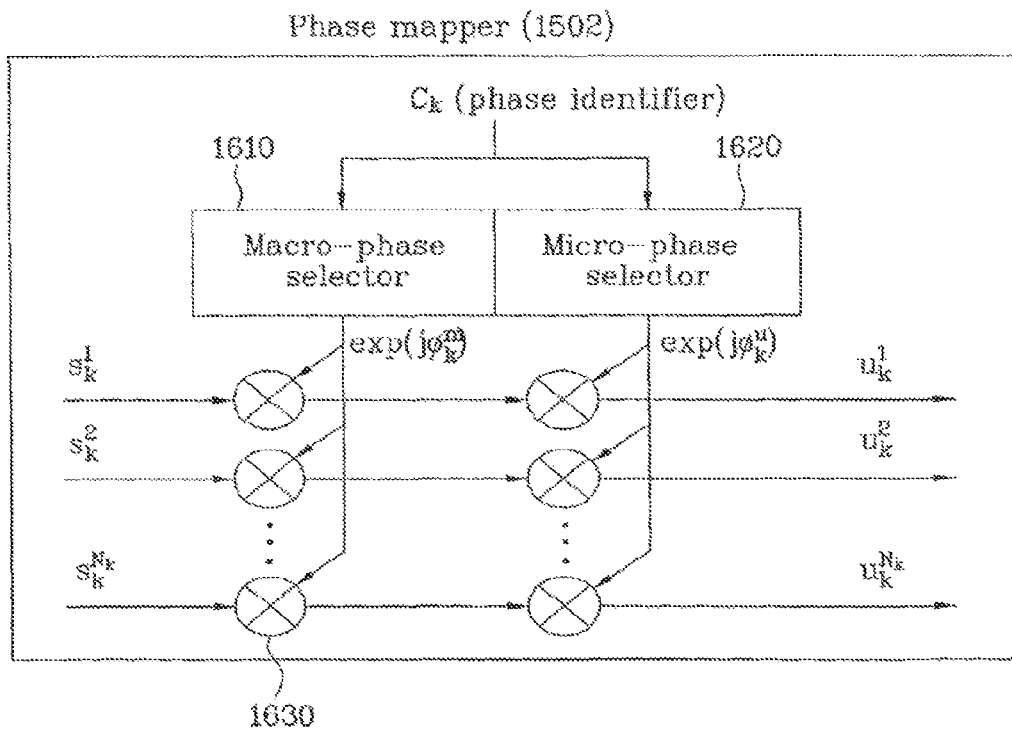 Phase mapper (1502)
C_k (phase identifier)
1610
1620
Macro-phase selector
Micro-phase selector
exp(jφ_k^m)
exp(jφ_k^u)
s_k^1
u_k^1
s_k^2
u_k^2
s_k^{N_k}
u_k^{N_k}
1630